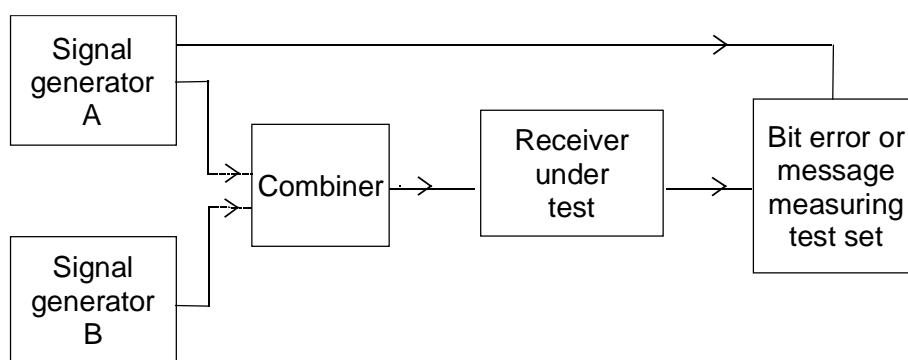 Signal
generator
A
Combiner
Receiver
under
test
Bit error or
message
measuring
test set
Signal
generator
B